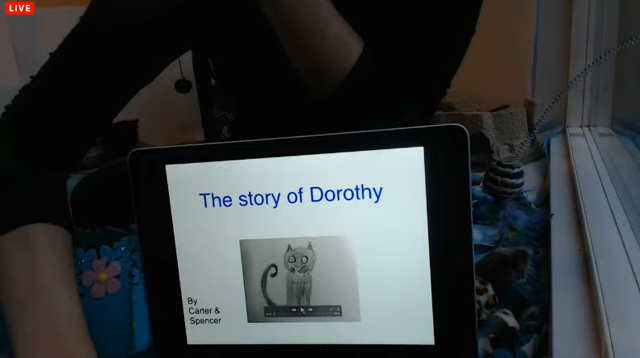 LIVE
The story of Dorothy
By
Carter &
Spencer